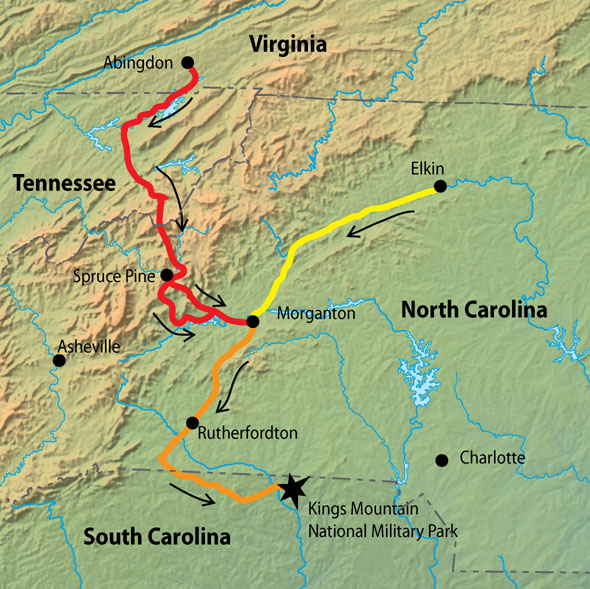 Virginia
Abingdon
Tennessee
Elkin
Spruce Pine
Morganton
North Carolina
Asheville
Rutherfordton
Charlotte
Kings Mountain
National Military Park
South Carolina